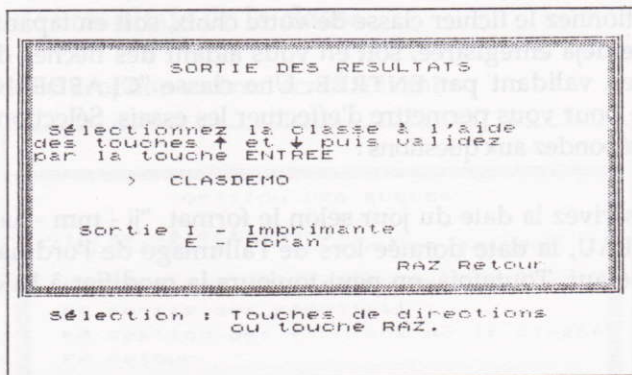 SORTIE DES RESULTATS
Sélectionnez la classe à l'aide
des touches ↑ et ↓ puis validez
par la touche ENTREE
> CLASDEMO
Sortie I - Imprimante
E - Ecran
RAZ : Retour
Sélection : Touches de directions
ou touche RAZ.